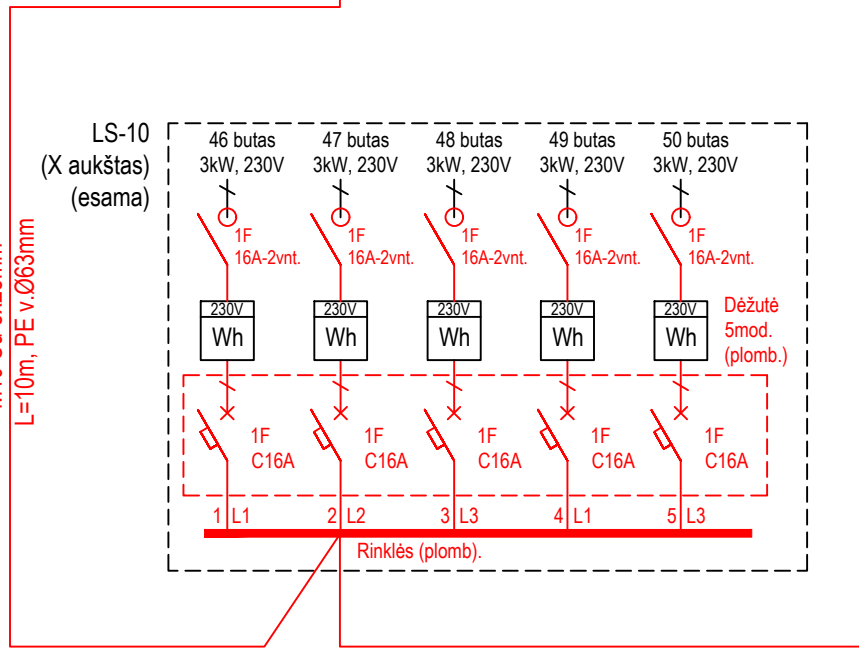 LS-10
(X aukštas)
(esama)
46 butas
3kW, 230V
47 butas
3kW, 230V
48 butas
3kW, 230V
49 butas
3kW, 230V
50 butas
3kW, 230V
1F
16A-2vnt.
1F
16A-2vnt.
1F
16A-2vnt.
1F
16A-2vnt.
1F
16A-2vnt.
230V
Wh
230V
Wh
230V
Wh
230V
Wh
230V
Wh
Dėžutė
5mod.
(plomb.)
1F
C16A
1F
C16A
1F
C16A
1F
C16A
1F
C16A
1 L1
2 L2
3 L3
4 L1
5 L3
Rinklės (plomb).
L=10m, PE v.Ø63mm